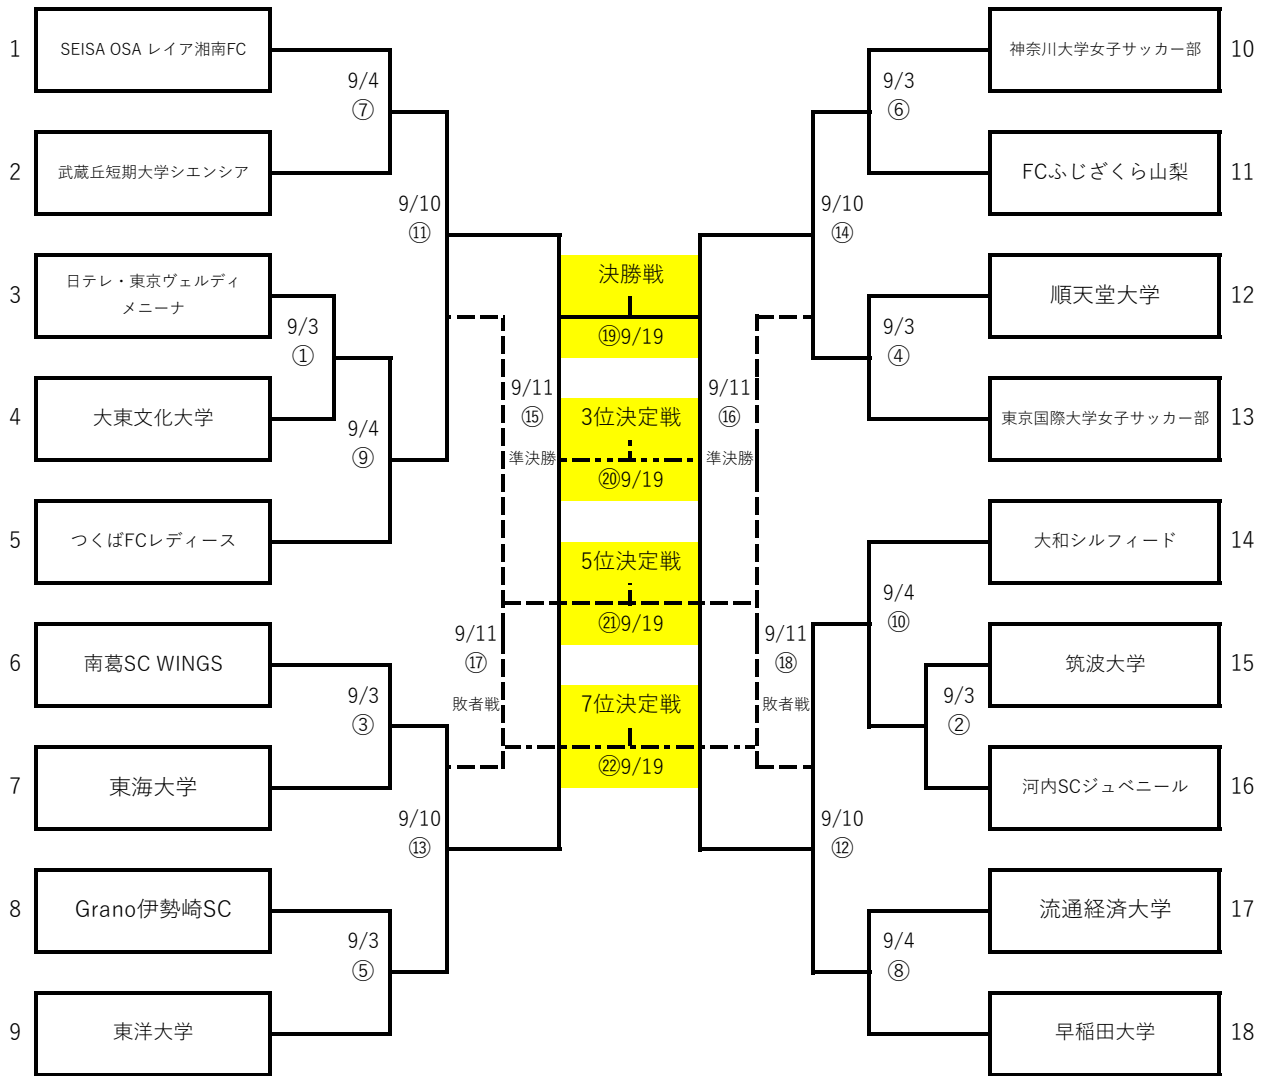 1
SEISA OSA レイア湘南FC
9/4
⑦
2
武蔵丘短期大学シエンシア
9/10
⑪
3
日テレ・東京ヴェルディ
メニーナ
9/3
①
4
大東文化大学
9/4
⑨
5
つくばFCレディース
6
南葛SC WINGS
9/3
③
7
東海大学
9/10
⑬
8
Grano伊勢崎SC
9/3
⑤
9
東洋大学
9/11
⑮
準決勝
9/11
⑰
敗者戦
決勝戦
⑲9/19
3位決定戦
⑳9/19
5位決定戦
㉑9/19
7位決定戦
㉒9/19
9/11
⑯
準決勝
9/11
⑱
敗者戦
神奈川大学女子サッカー部
10
9/3
⑥
FCふじざくら山梨
11
9/10
⑭
順天堂大学
12
9/3
④
東京国際大学女子サッカー部
13
大和シルフィード
14
9/4
⑩
筑波大学
15
9/3
②
河内SCジュベニール
16
9/10
⑫
流通経済大学
17
9/4
⑧
早稲田大学
18